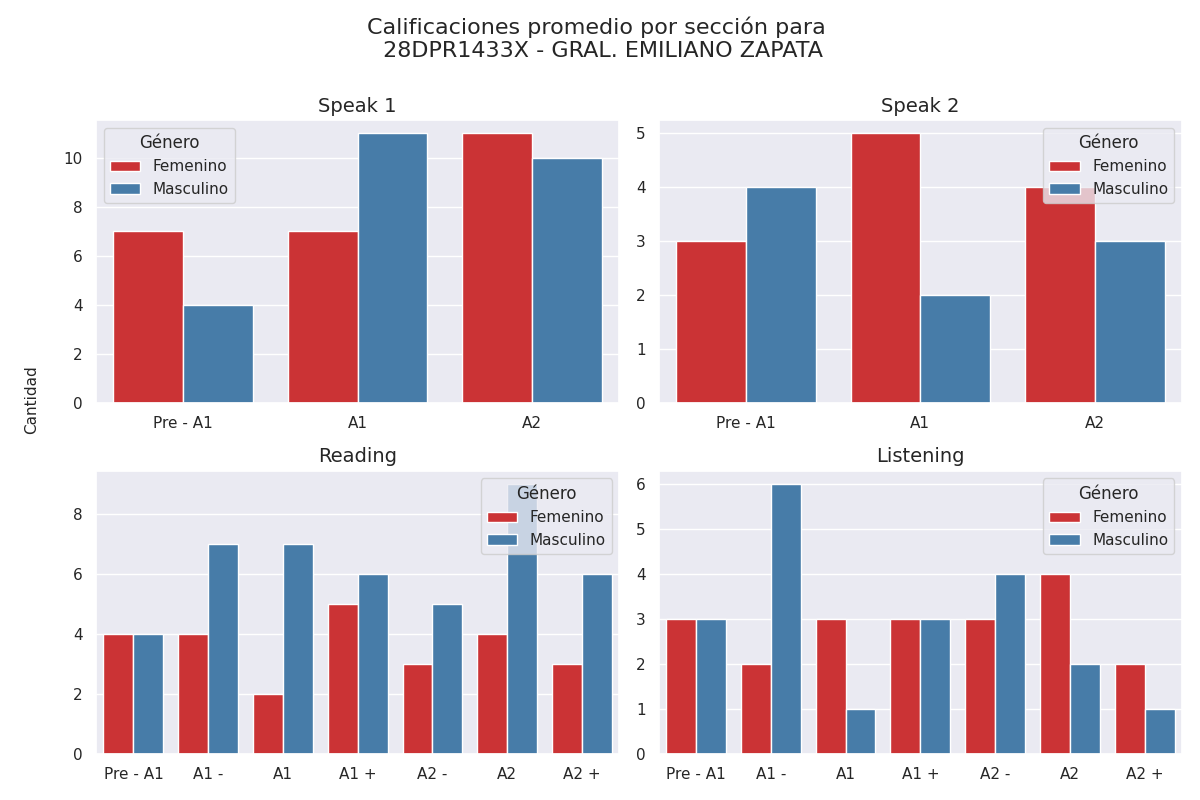 Calificaciones promedio por sección para
28DPR1433X - GRAL. EMILIANO ZAPATA
Cantidad
Speak 1
Género
Femenino
Masculino
10
8
6
4
2
0
Pre - A1 A1 A2
Speak 2
Género
Femenino
Masculino
5
4
3
2
1
0
Pre - A1 A1 A2
Reading
Género
Femenino
Masculino
8
6
4
2
0
Pre - A1 A1 - A1 A1 + A2 - A2 A2 +
Listening
Género
Femenino
Masculino
6
5
4
3
2
1
0
Pre - A1 A1 - A1 A1 + A2 - A2 A2 +